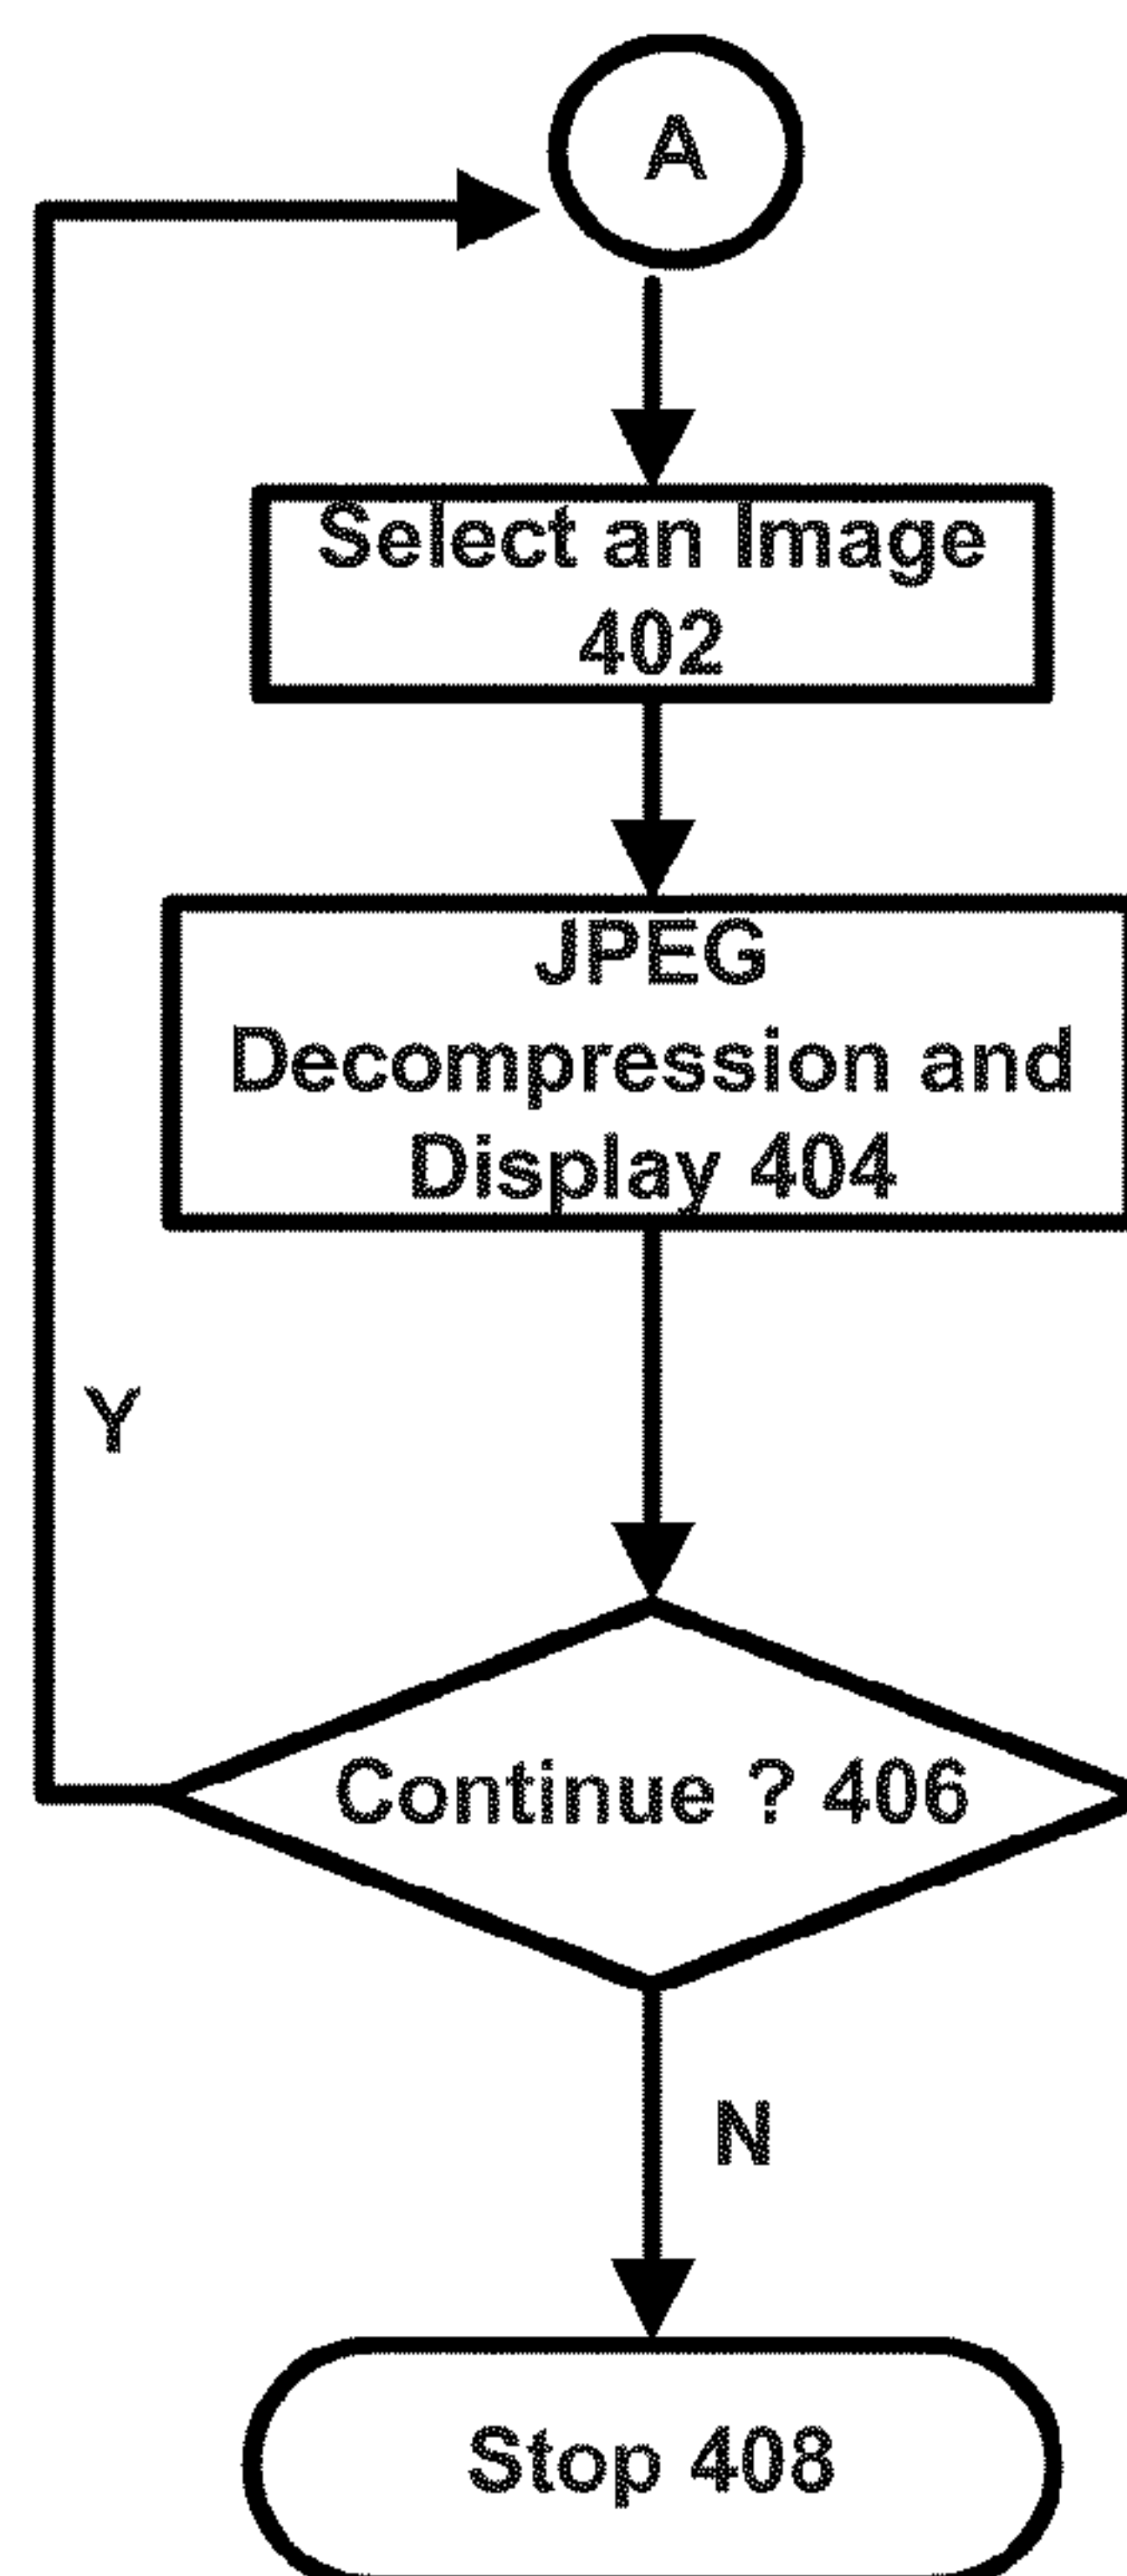 A
Select an Image
402
JPEG
Decompression and
Display 404
Y
Continue ? 406
N
Stop 408